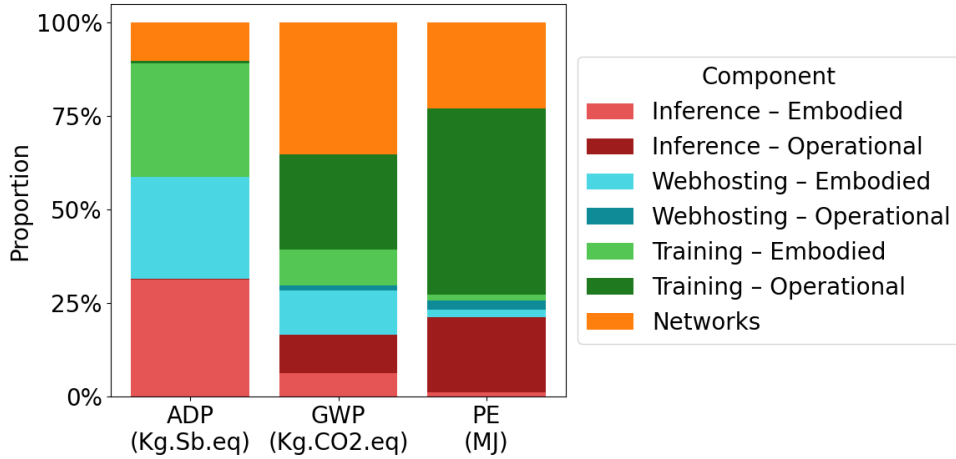 100%
75%
50%
25%
0%
Proportion
ADP
(Kg.Sb.eq)
GWP
(Kg.CO2.eq)
PE
(MJ)
Component
Inference – Embodied
Inference – Operational
Webhosting – Embodied
Webhosting – Operational
Training – Embodied
Training – Operational
Networks